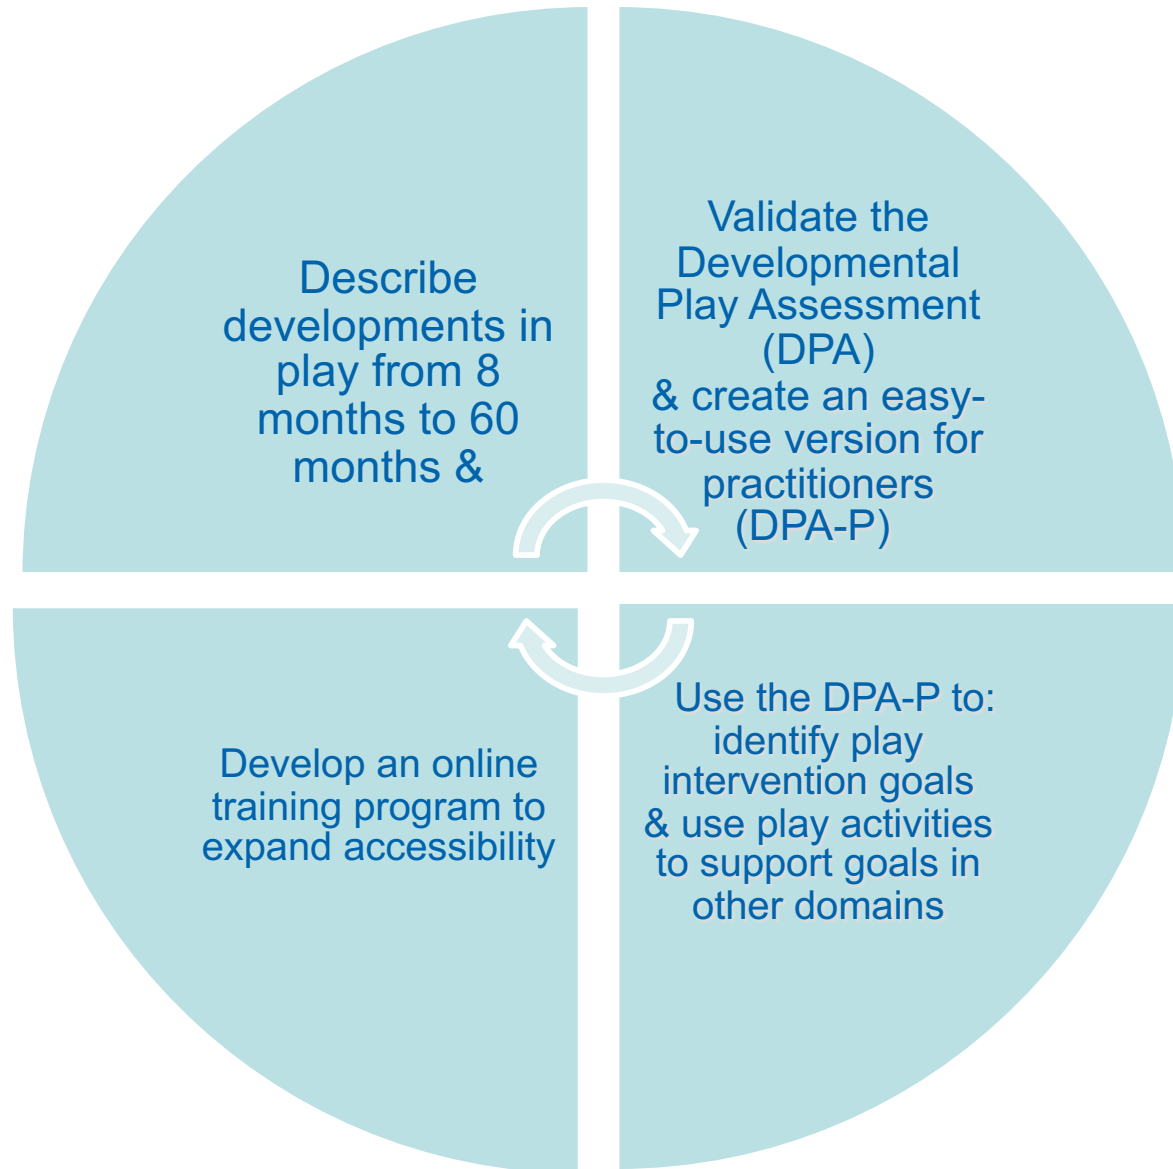 Describe
developments in
play from 8
months to 60
months &
Validate the
Developmental
Play Assessment
(DPA)
& create an easy-
to-use version for
practitioners
(DPA-P)
Develop an online
training program to
expand accessibility
Use the DPA-P to:
identify play
intervention goals
& use play activities
to support goals in
other domains